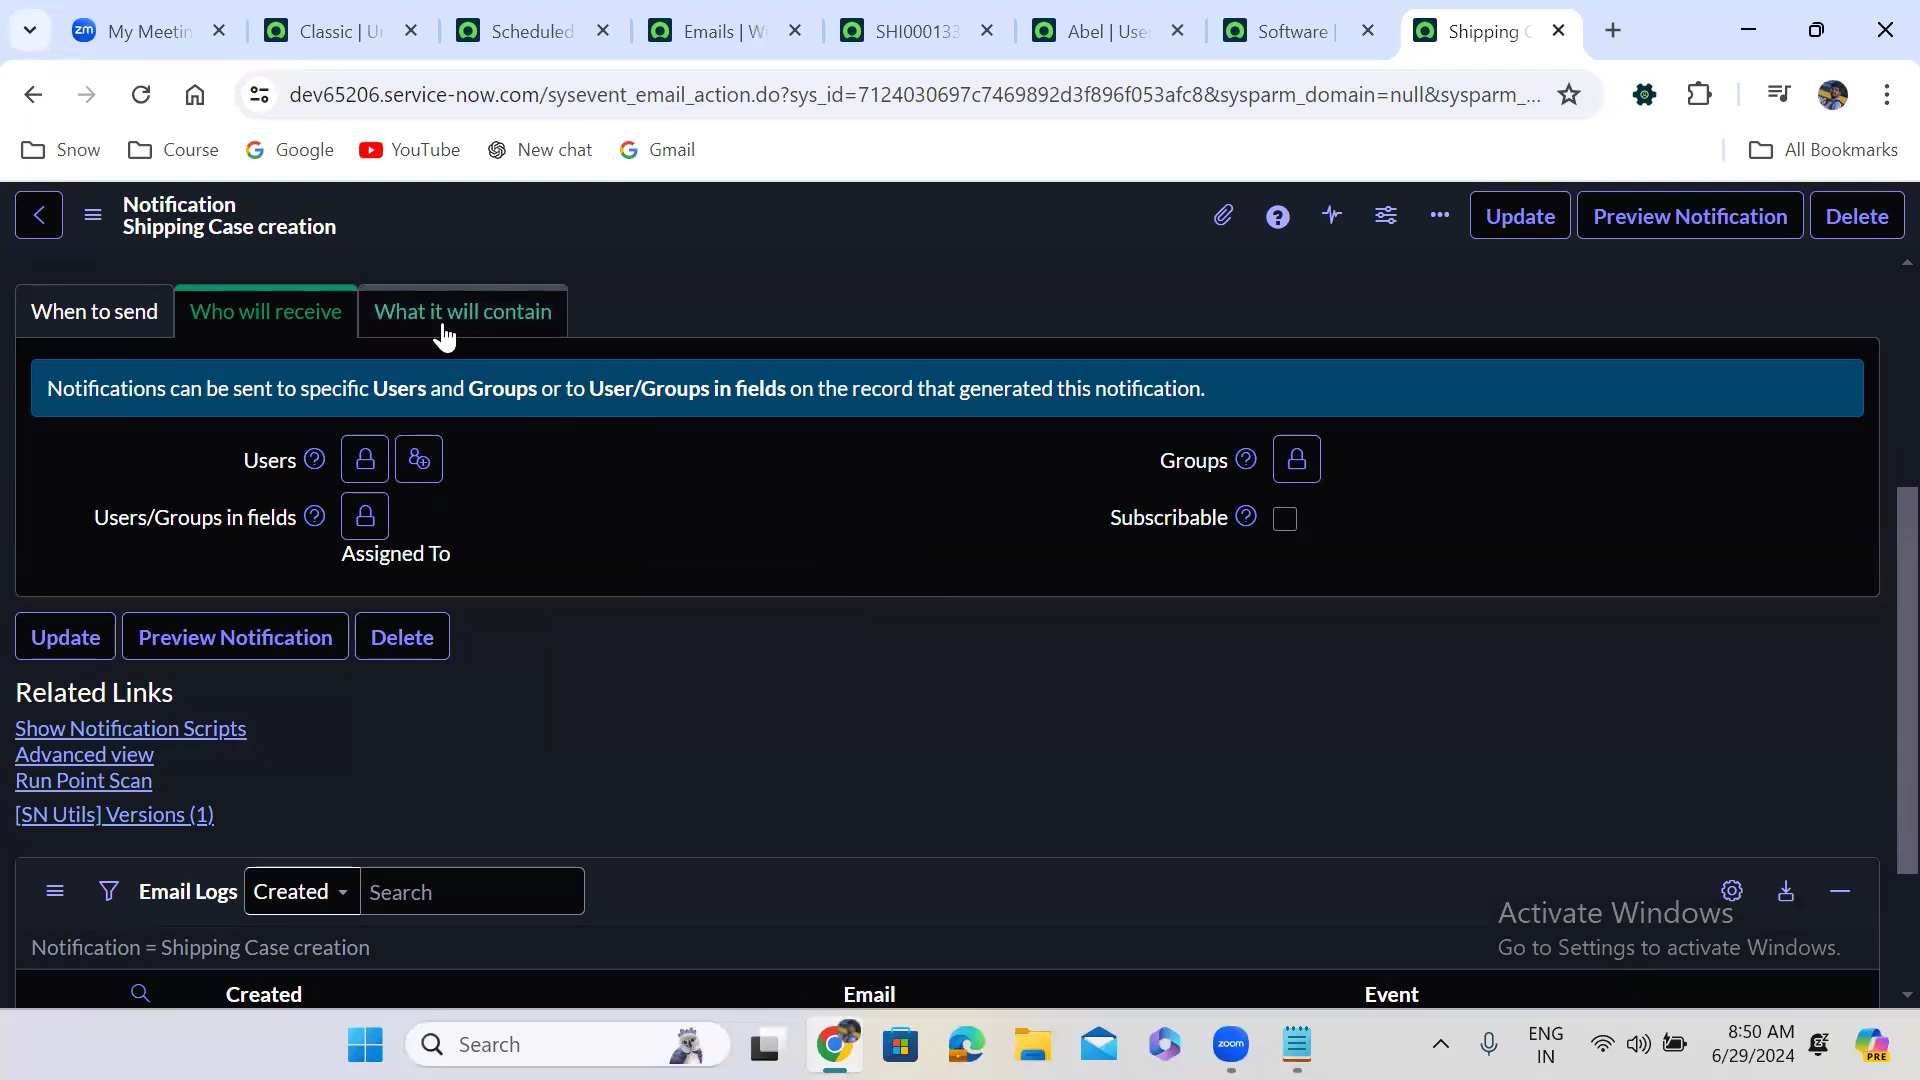 My Meetin
Classic | Ur
Scheduled
Emails | W
SHI000133
Abel | Use
Software |
Shipping C
dev65206.service-now.com/sysevent_email_action.do?sys_id=7124030697c7469892d3f896f053afc8&sysparm_domain=null&sysparm_...
Snow
Course
Google
YouTube
New chat
Gmail
All Bookmarks
Notification
Shipping Case creation
Update
Preview Notification
Delete
When to send
Who will receive
What it will contain
Notifications can be sent to specific Users and Groups or to User/Groups in fields on the record that generated this notification.
Users
Groups
Users/Groups in fields
Subscribable
Assigned To
Update
Preview Notification
Delete
Related Links
Show Notification Scripts
Advanced view
Run Point Scan
[SN Utils] Versions (1)
Email Logs
Created
Search
Activate Windows
Notification = Shipping Case creation
Go to Settings to activate Windows.
Created
Email
Event
Search
zoom
ENG
IN
8:50 AM
6/29/2024
PRE